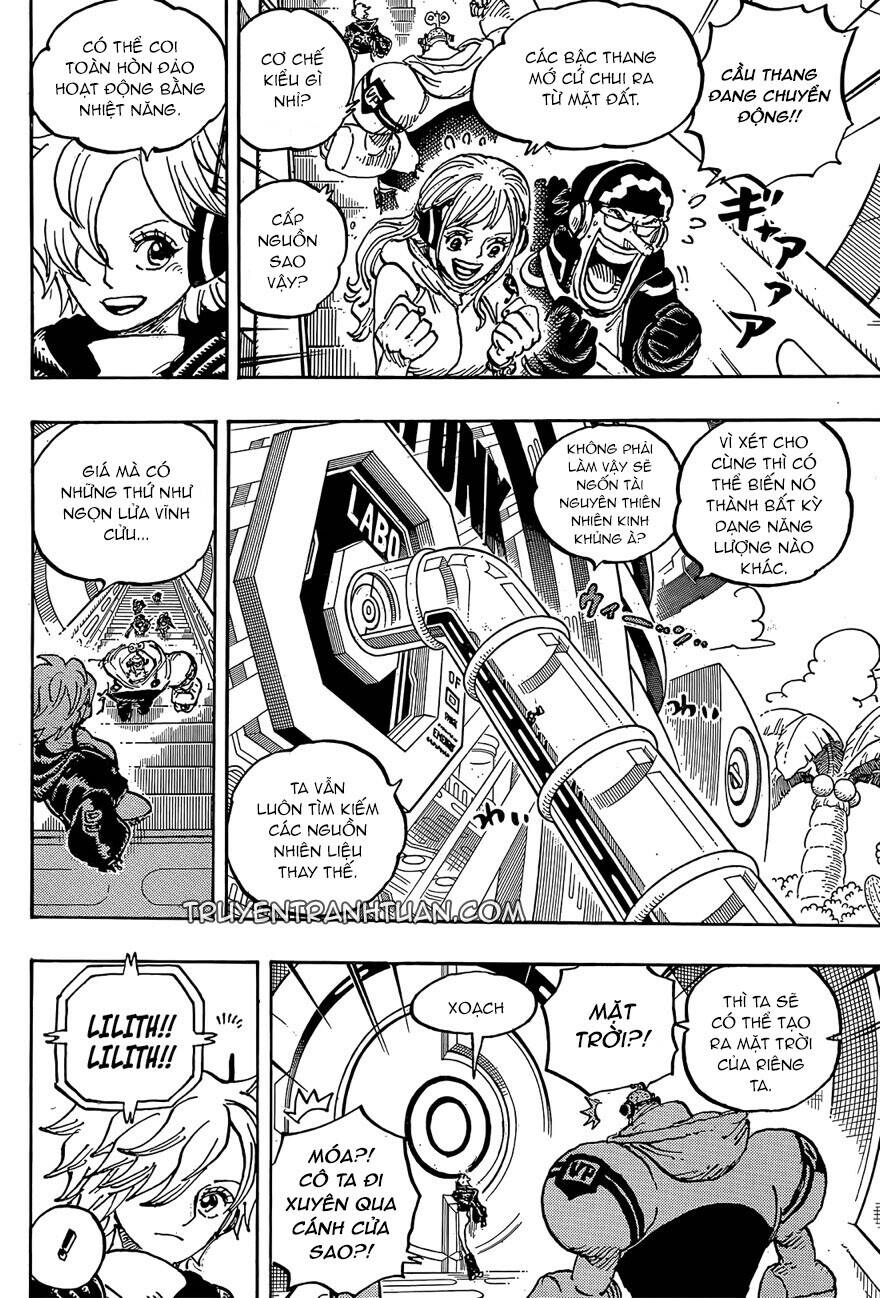 CẦU THANG
ĐANG CHUYỂN
ĐỘNG!!
CÁC BẬC THANG
MỚ CỨ CHUI RA
TỪ MẶT ĐẤT.
CƠ CHẾ
KIỂU GÌ
NHỈ?
CẤP
NGUỒN
SAO
VẬY?
VP
ギャアアア
CÓ THỂ COI
TOÀN HÒN ĐẢO
HOẠT ĐỘNG BẰNG
NHIỆT NĂNG.
VÌ XÉT CHO
CÙNG THÌ CÓ
THỂ BIẾN NÓ
THÀNH BẤT KỲ
DẠNG NĂNG
LƯỢNG NÀO
KHÁC.
KHÔNG PHẢI
LÀM VẬY SẼ
NGỐN TÀI
NGUYÊN THIÊN
NHIÊN KINH
KHỦNG À?
LABO
OF
TA VẪN
LUÔN TÌM KIẾM
CÁC NGUỒN
NHIÊN LIỆU
THAY THẾ.
GIÁ MÀ CÓ
NHỮNG THỨ NHƯ
NGỌN LỬA VĨNH
CỬU...
TRUYENTRANHTUAN.COM
THÌ TA SẼ
CÓ THỂ TẠO
RA MẶT TRỜI
CỦA RIÊNG
TA.
MẶT
TRỜI?!
XOẠCH
MÓA?!
CÔ TA ĐI
XUYÊN QUA
CÁNH CỬA
SAO?!
LILITH!!
LILITH!!
!